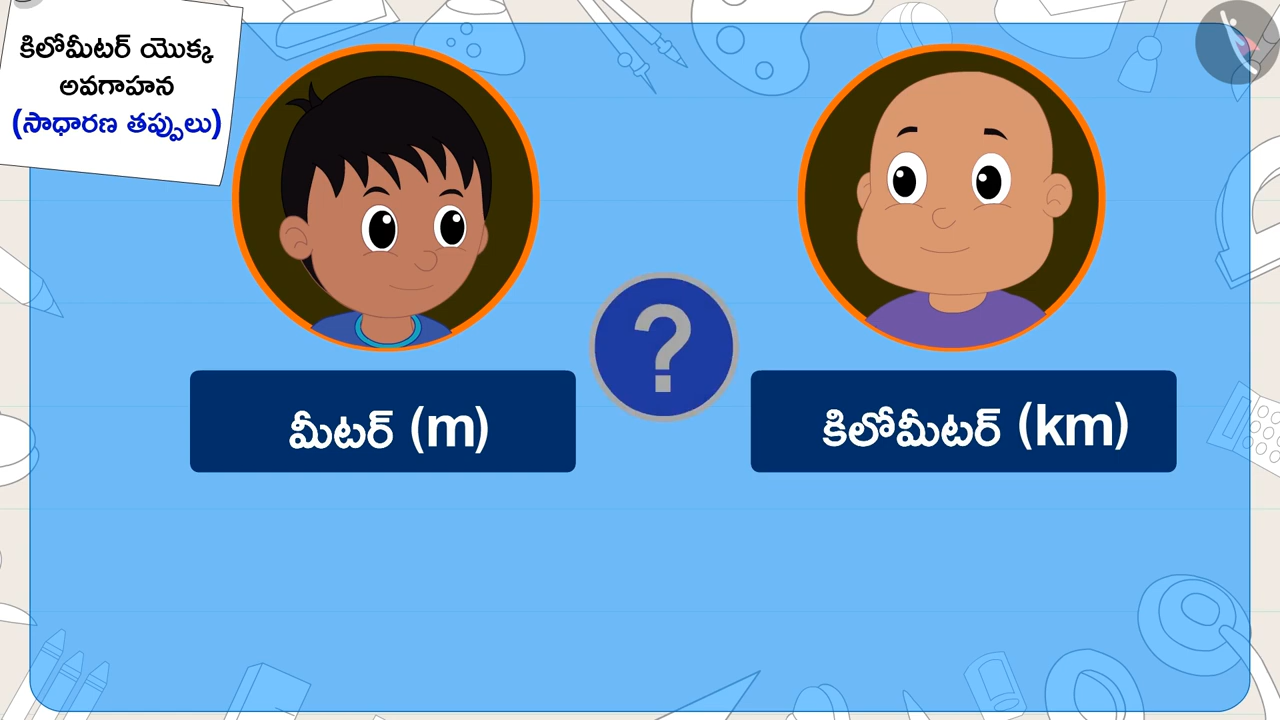 కిలోమీటర్ యొక్క
అవగాహన
(సాధారణ తప్పులు)
?
మీటర్ (m)
కిలోమీటర్ (km)